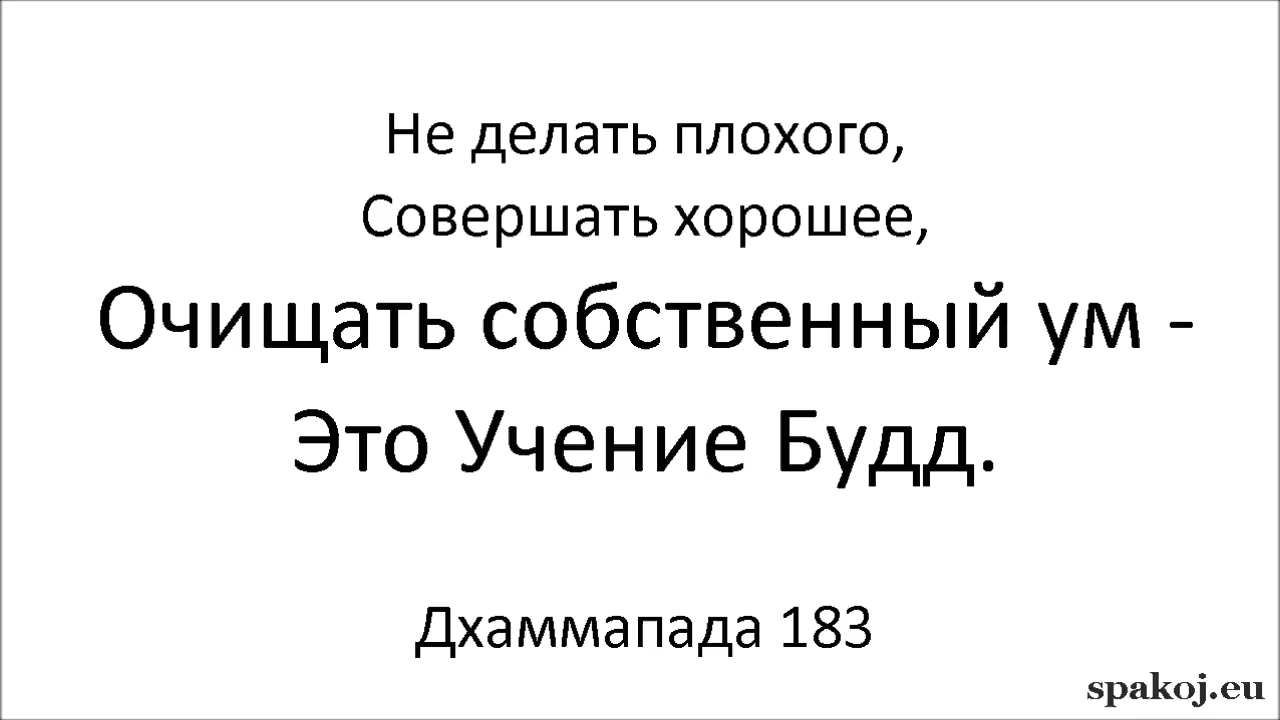 Не делать плохого,
Совершать хорошее,
Очищать собственный ум -
Это Учение Будд.
Дхаммапада 183
spakoj.eu